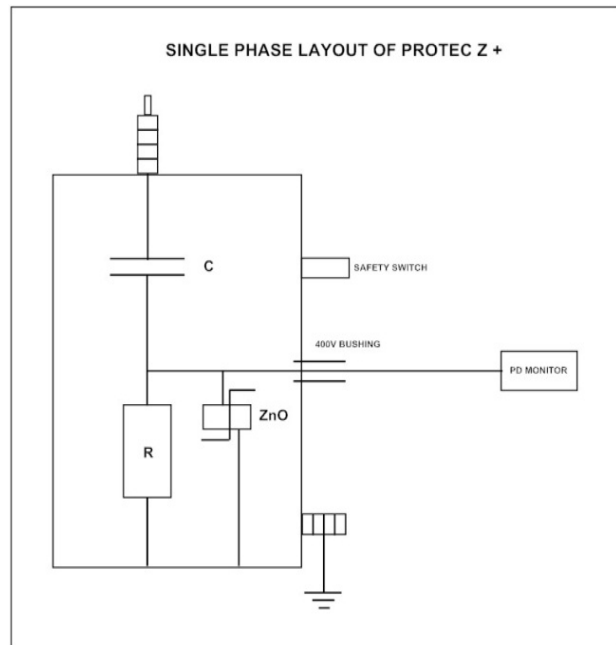 SINGLE PHASE LAYOUT OF PROTEC Z +
C
SAFETY SWITCH
400V BUSHING
PD MONITOR
ZnO
R